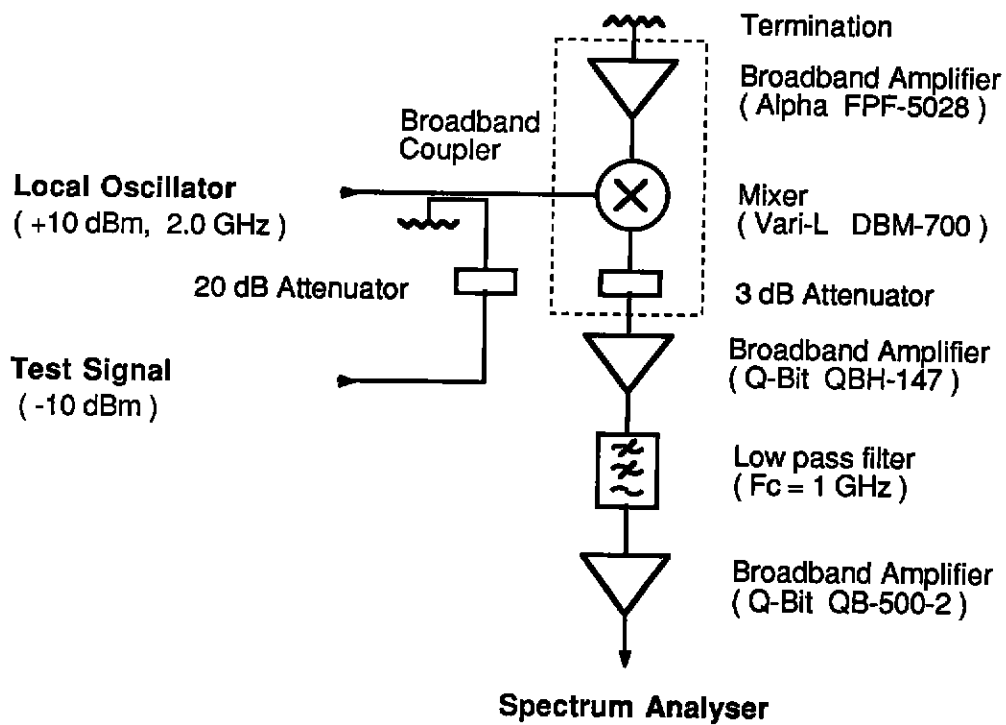 Termination
Broadband Amplifier
( Alpha FPF-5028 )
Broadband
Coupler
Local Oscillator
( +10 dBm, 2.0 GHz )
Mixer
( Vari-L DBM-700 )
20 dB Attenuator
3 dB Attenuator
Test Signal
( -10 dBm )
Broadband Amplifier
( Q-Bit QBH-147 )
Low pass filter
( Fc = 1 GHz )
Broadband Amplifier
( Q-Bit QB-500-2 )
Spectrum Analyser